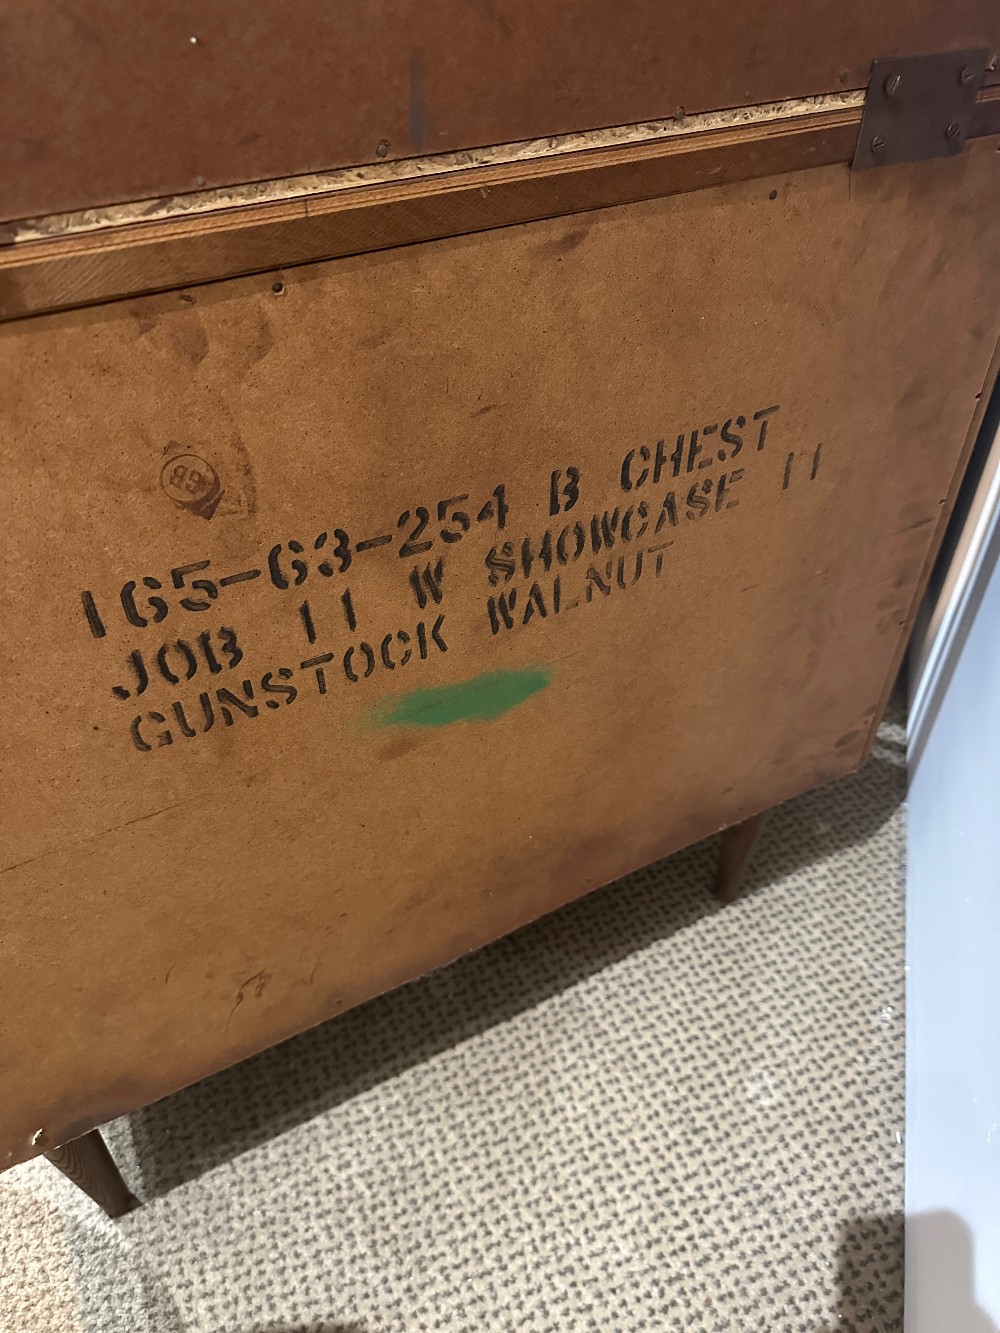 165-63-254 B CHEST
JOB 11 W SHOWCASE 11
GUNSTOCK WALNUT